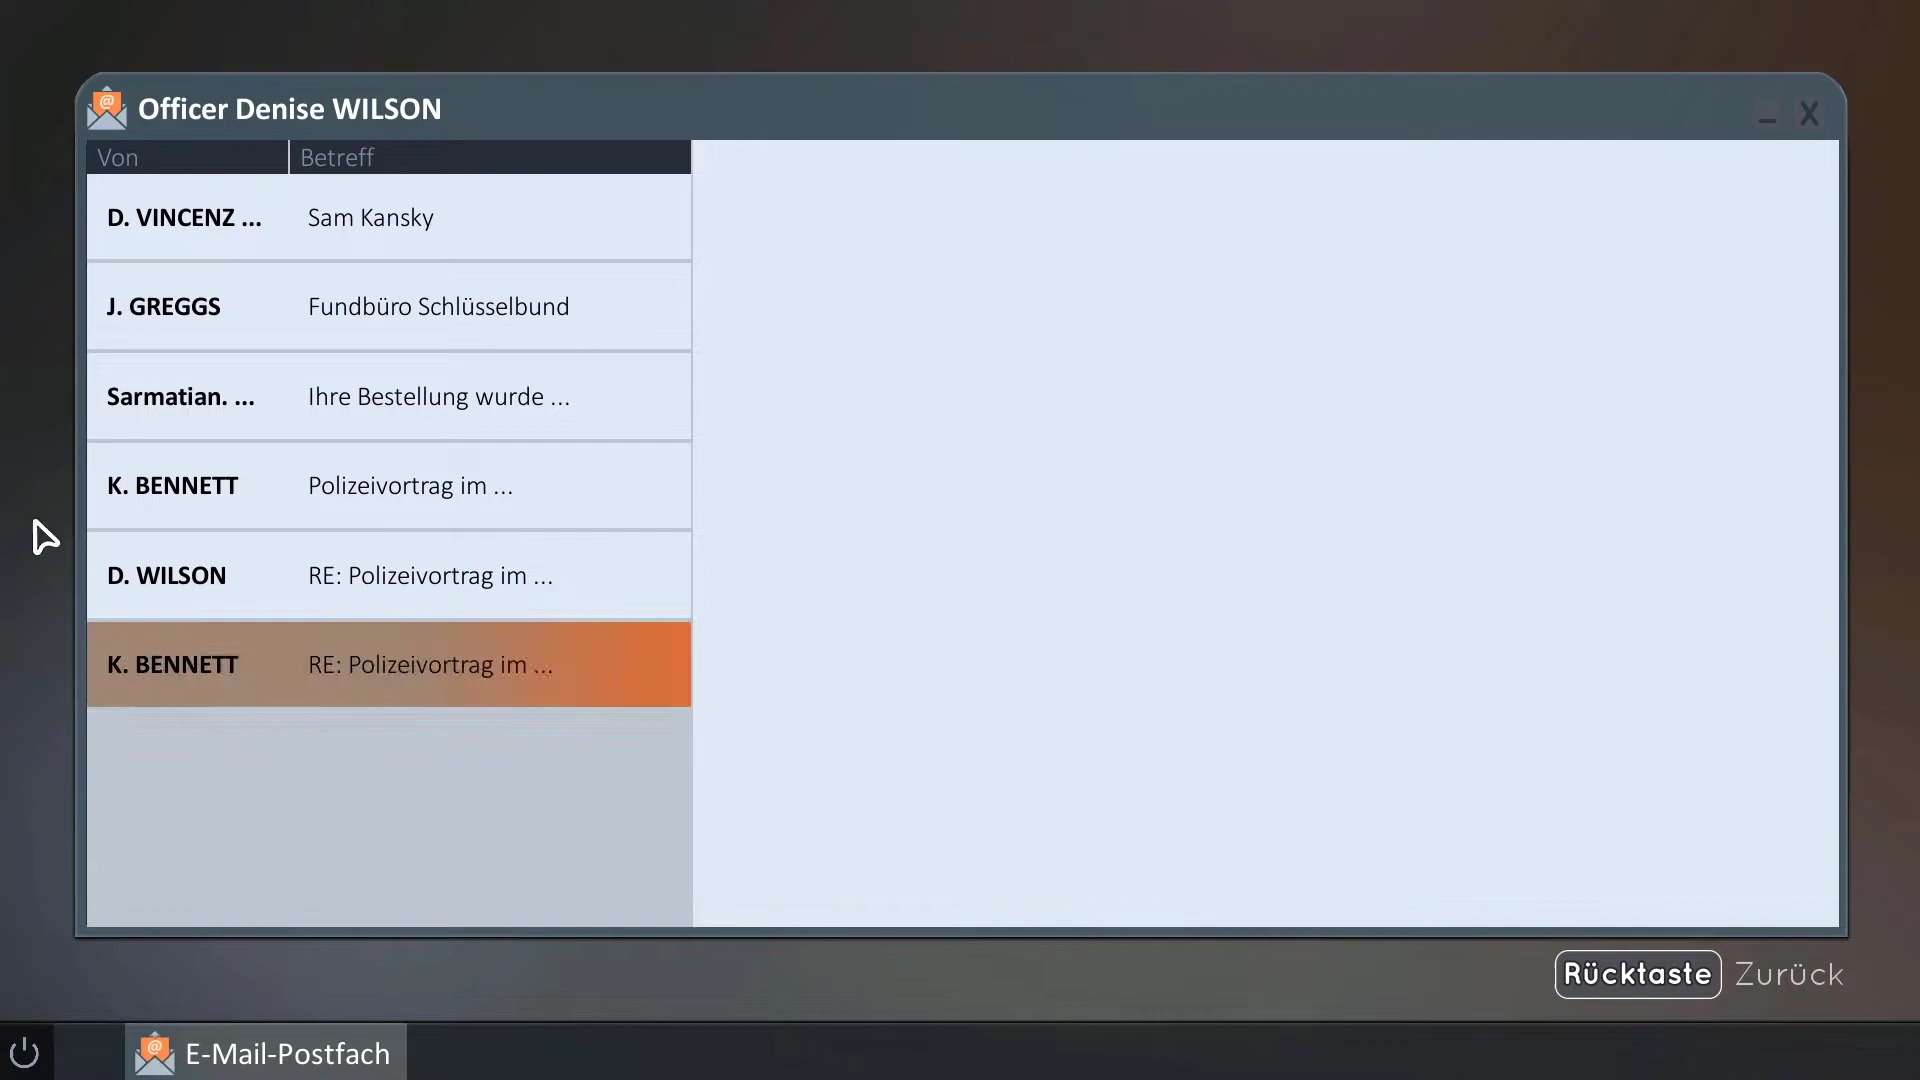 Officer Denise WILSON
Von Betreff
D. VINCENZ ... Sam Kansky
J. GREGGS Fundbüro Schlüsselbund
Sarmatian. ... Ihre Bestellung wurde ...
K. BENNETT Polizeivortrag im ...
D. WILSON RE: Polizeivortrag im ...
K. BENNETT RE: Polizeivortrag im ...
Rücktaste Zurück
E-Mail-Postfach